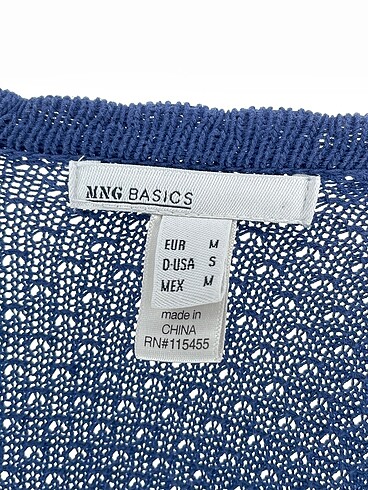 MNG BASICS
EUR M
D-USA S
MEX M
made in
CHINA
RN#115455